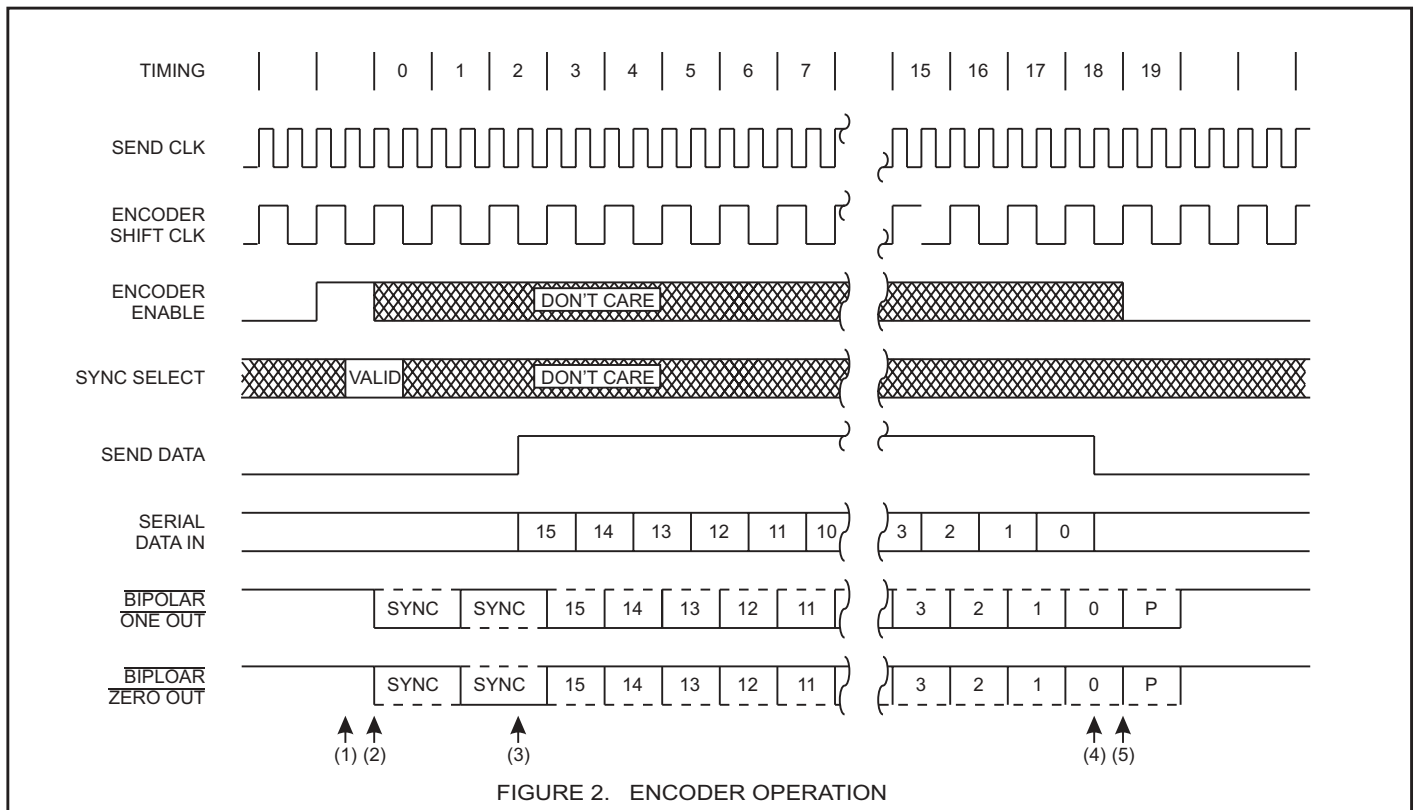 TIMING 0 1 2 3 4 5 6 7 15 16 17 18 19
SEND CLK
ENCODER
SHIFT CLK
ENCODER
ENABLE
DON'T CARE
SYNC SELECT VALID DON'T CARE
SEND DATA
SERIAL
DATA IN
15 14 13 12 11 10 3 2 1 0
BIPOLAR
ONE OUT
SYNC SYNC 15 14 13 12 11 3 2 1 0 P
BIPLOAR
ZERO OUT
SYNC SYNC 15 14 13 12 11 3 2 1 0 P
(1) (2) (3) (4) (5)
FIGURE 2. ENCODER OPERATION